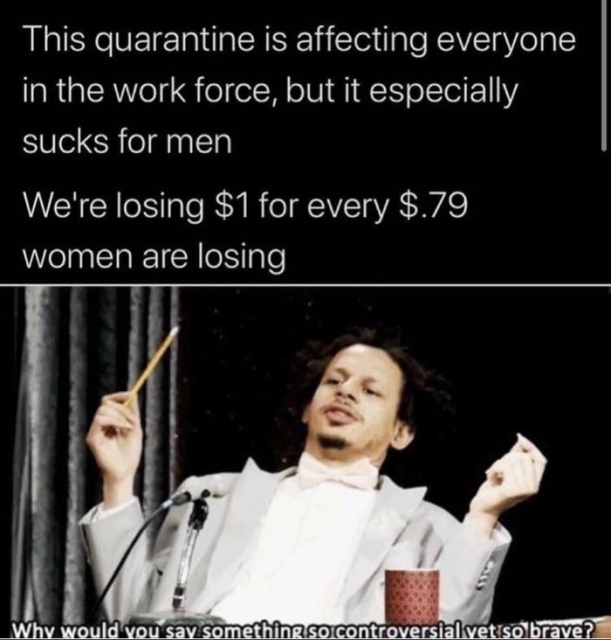 This quarantine is affecting everyone
in the work force, but it especially
sucks for men
We're losing $1 for every $.79
women are losing
Why would you say something so controversial yet so brave?